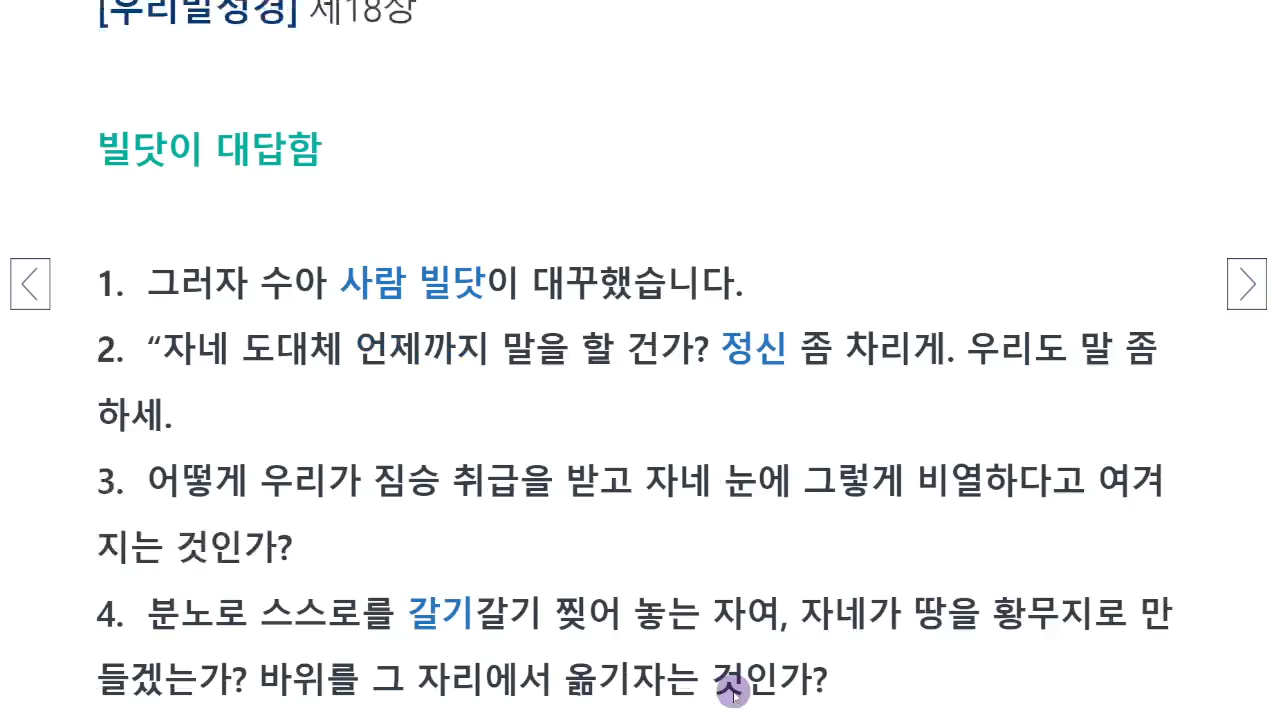 [우리말성경] 제18장
빌닷이 대답함
1. 그러자 수아 사람 빌닷이 대꾸했습니다.
2. “자네 도대체 언제까지 말을 할 건가? 정신 좀 차리게. 우리도 말 좀
하세.
3. 어떻게 우리가 짐승 취급을 받고 자네 눈에 그렇게 비열하다고 여겨
지는 것인가?
4. 분노로 스스로를 갈기갈기 찢어 놓는 자여, 자네가 땅을 황무지로 만
들겠는가? 바위를 그 자리에서 옮기자는 것인가?